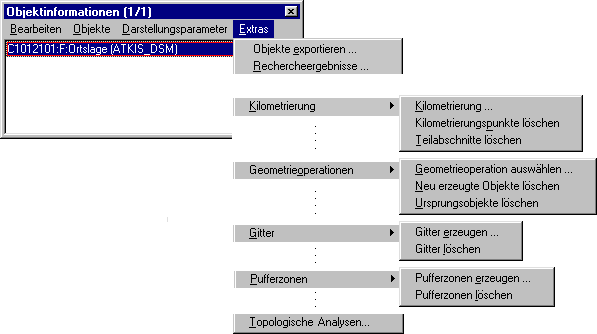 Objektinformationen (1/1)
Bearbeiten Objekte Darstellungsparameter Extras
C1012101:F:Ortslage (ATKIS_DSM)
Objekte exportieren ...
Rechercheergebnisse ...
Kilometrierung
Kilometrierung ...
Kilometrierungspunkte löschen
Teilabschnitte löschen
Geometrieoperationen
Geometrieoperation auswählen ...
Neu erzeugte Objekte löschen
Ursprungsobjekte löschen
Gitter
Gitter erzeugen ...
Gitter löschen
Pufferzonen
Pufferzonen erzeugen ...
Pufferzonen löschen
Topologische Analysen...